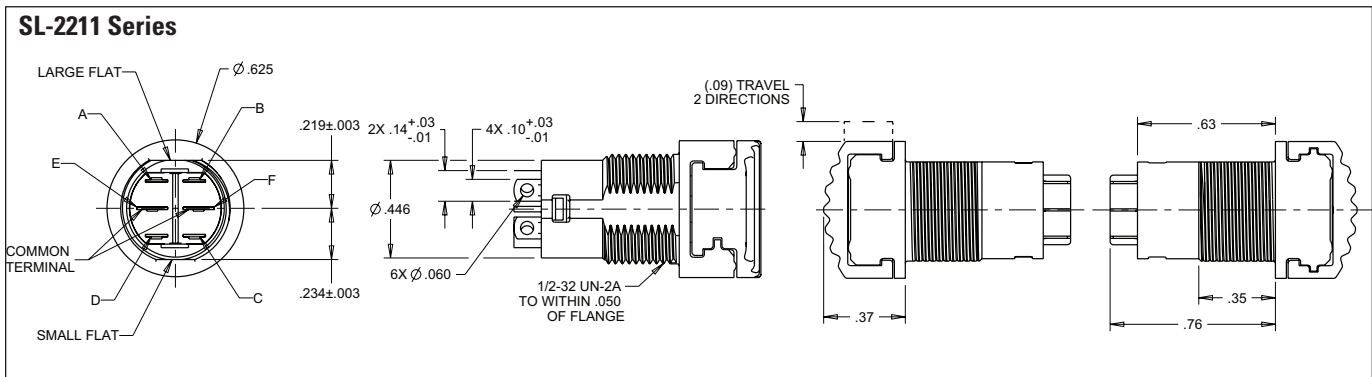 SL-2211 Series
LARGE FLAT
Ø .625
A
B
.219±.003
E
F
COMMON
TERMINAL
D
C
.234±.003
SMALL FLAT
2X .14 +.03
-.01
4X .10 +.03
-.01
Ø .446
6X Ø .060
1/2-32 UN-2A
TO WITHIN .050
OF FLANGE
(.09) TRAVEL
2 DIRECTIONS
.37
.63
.35
.76